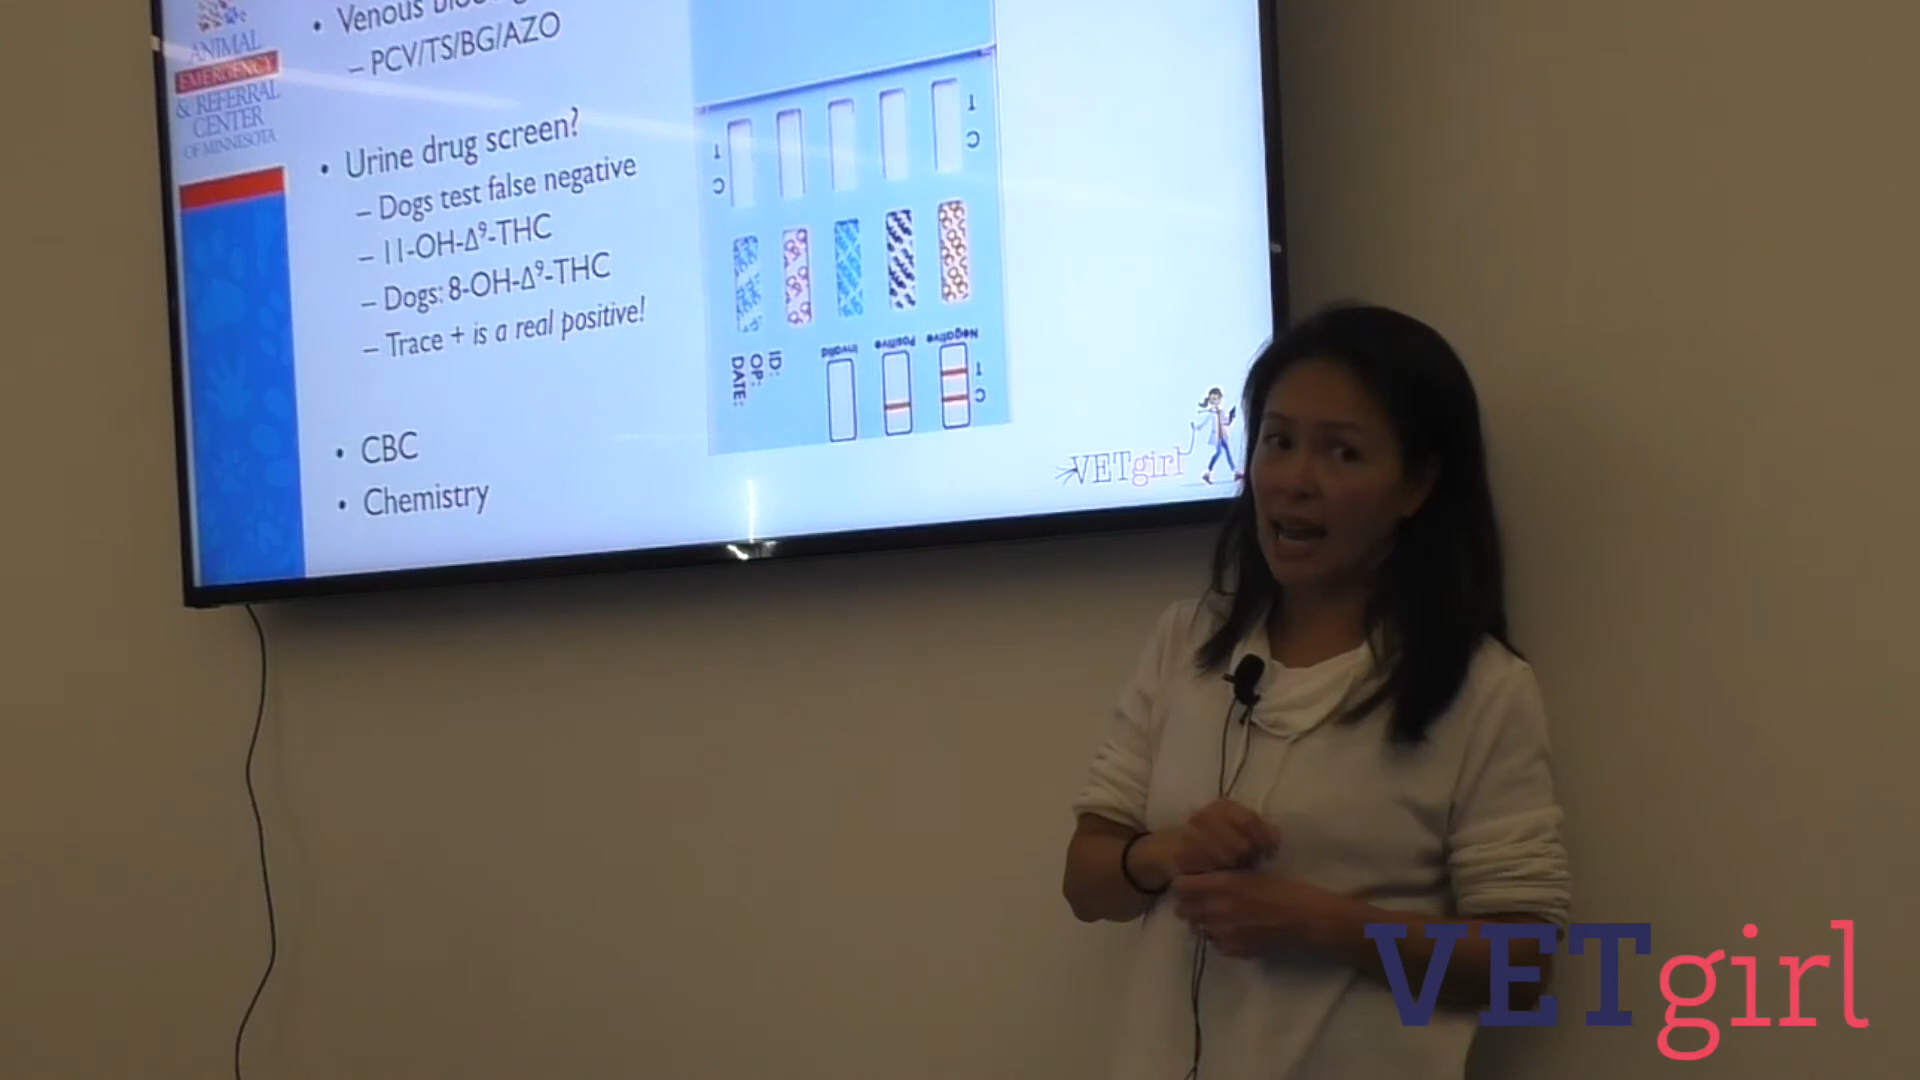 ANIMAL
EMERGENCY
& REFERRAL
CENTER
OF MINNESOTA
• Venous
– PCV/TS/BG/AZO
• Urine drug screen?
– Dogs test false negative
– 11-OH-Δ⁹-THC
– Dogs: 8-OH-Δ⁹-THC
– Trace + is a real positive!
• CBC
• Chemistry
T
C
T
C
ID:
OP:
DATE:
Invalid
Positive
Negative
T
C
VETgirl
VETgirl